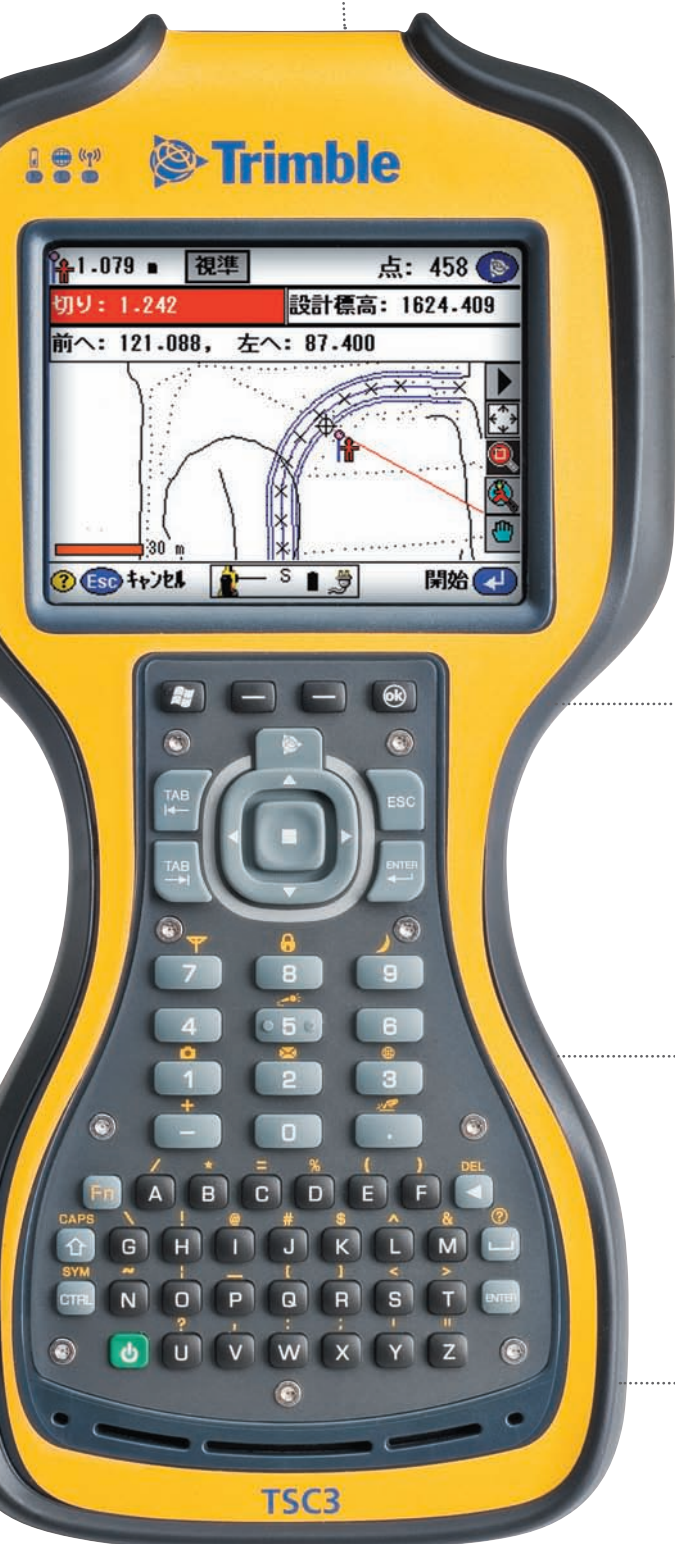 Trimble
1.079 視準 点: 458
切り: 1.242 設計標高: 1624.409
前へ: 121.088, 左へ: 87.400
30 m
? Esc キャンセル S 開始
ok
TAB ESC
TAB ENTER
7 8 9
4 5 6
1 2 3
+
- 0 .
/ * = % ( ) DEL
Fn A B C D E F
CAPS \ ! @ # $ ^ & ?
G H I J K L M
SYM ~ ¦ _ [ ] < >
CTRL N O P Q R S T ENTER
? , : ; ' "
U V W X Y Z
TSC3